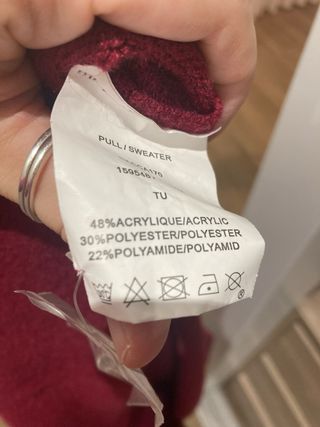 PULL / SWEATER
TU
48%ACRYLIQUE/ACRYLIC
30%POLYESTER/POLYESTER
22%POLYAMIDE/POLYAMID